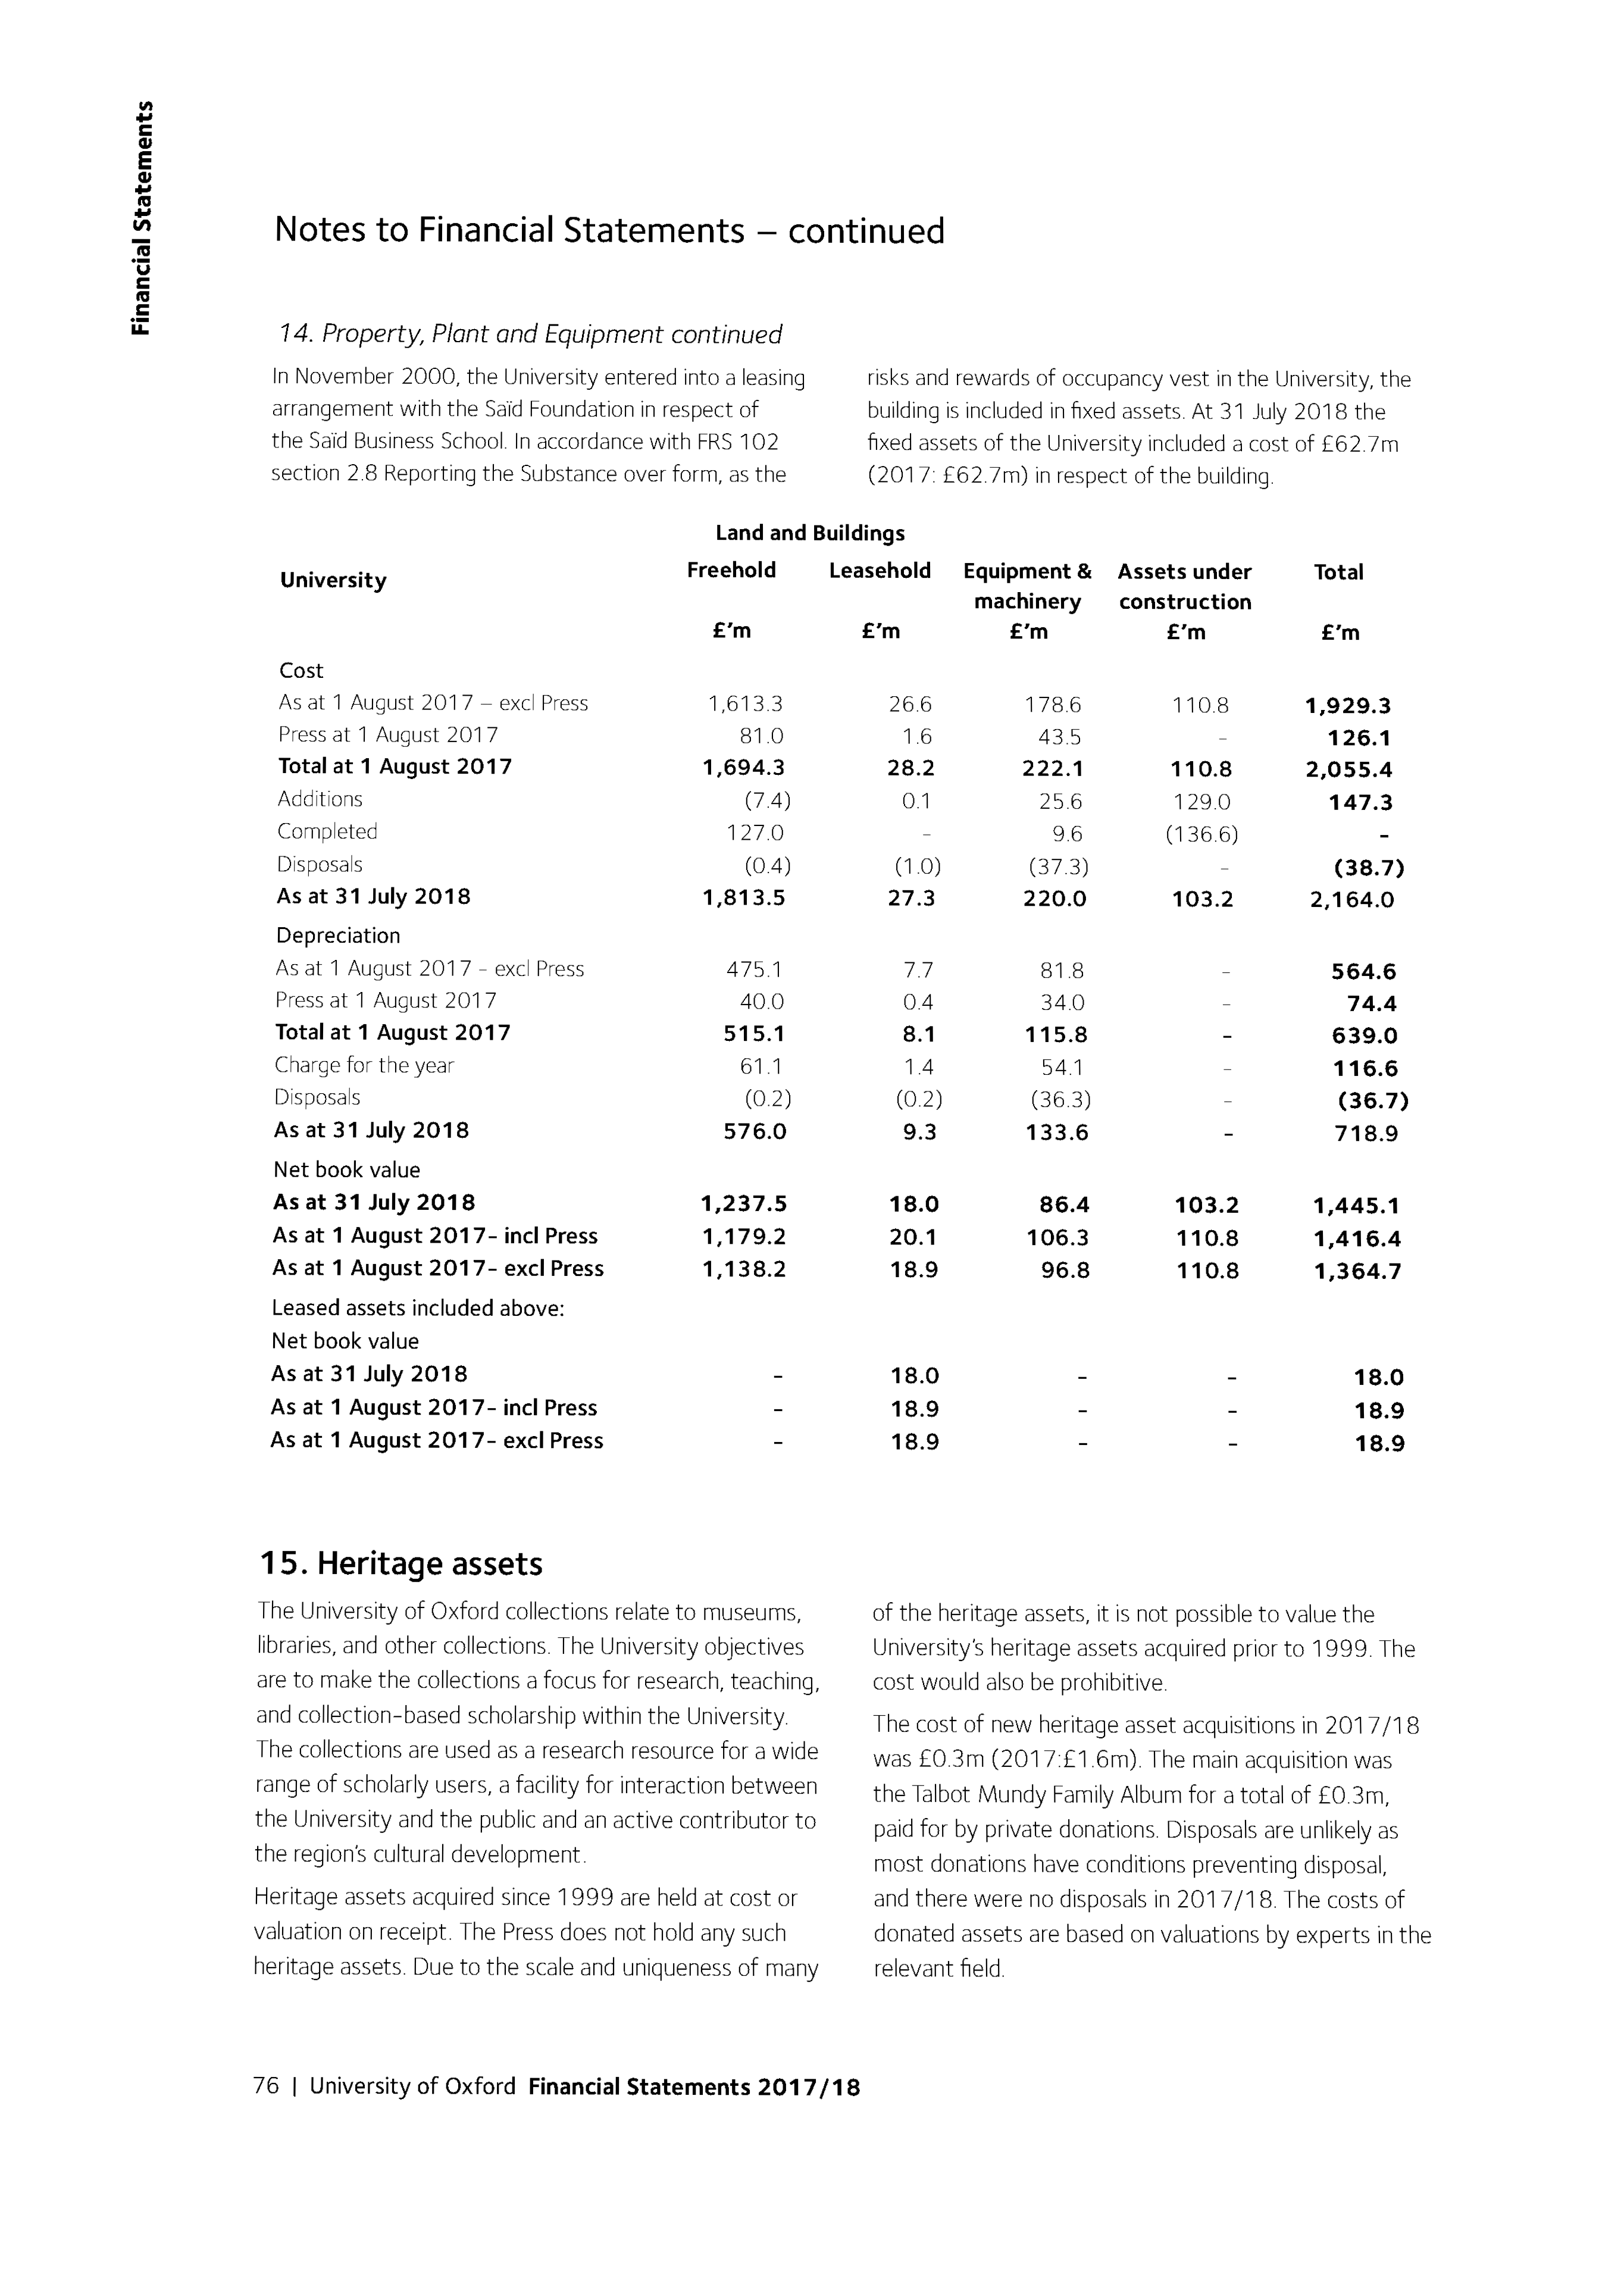 Financial Statements
Notes to Financial Statements – continued
14. Property, Plant and Equipment continued
In November 2000, the University entered into a leasing
arrangement with the Saïd Foundation in respect of
the Saïd Business School. In accordance with FRS 102
section 2.8 Reporting the Substance over form, as the
risks and rewards of occupancy vest in the University, the
building is included in fixed assets. At 31 July 2018 the
fixed assets of the University included a cost of £62.7m
(2017: £62.7m) in respect of the building.
Land and Buildings
University Freehold Leasehold Equipment & Assets under Total
machinery construction
£'m £'m £'m £'m £'m
Cost
As at 1 August 2017 – excl Press 1,613.3 26.6 178.6 110.8 1,929.3
Press at 1 August 2017 81.0 1.6 43.5 - 126.1
Total at 1 August 2017 1,694.3 28.2 222.1 110.8 2,055.4
Additions (7.4) 0.1 25.6 129.0 147.3
Completed 127.0 - 9.6 (136.6) -
Disposals (0.4) (1.0) (37.3) - (38.7)
As at 31 July 2018 1,813.5 27.3 220.0 103.2 2,164.0
Depreciation
As at 1 August 2017 - excl Press 475.1 7.7 81.8 - 564.6
Press at 1 August 2017 40.0 0.4 34.0 - 74.4
Total at 1 August 2017 515.1 8.1 115.8 - 639.0
Charge for the year 61.1 1.4 54.1 - 116.6
Disposals (0.2) (0.2) (36.3) - (36.7)
As at 31 July 2018 576.0 9.3 133.6 - 718.9
Net book value
As at 31 July 2018 1,237.5 18.0 86.4 103.2 1,445.1
As at 1 August 2017- incl Press 1,179.2 20.1 106.3 110.8 1,416.4
As at 1 August 2017- excl Press 1,138.2 18.9 96.8 110.8 1,364.7
Leased assets included above:
Net book value
As at 31 July 2018 - 18.0 - - 18.0
As at 1 August 2017- incl Press - 18.9 - - 18.9
As at 1 August 2017- excl Press - 18.9 - - 18.9
15. Heritage assets
The University of Oxford collections relate to museums,
libraries, and other collections. The University objectives
are to make the collections a focus for research, teaching,
and collection-based scholarship within the University.
The collections are used as a research resource for a wide
range of scholarly users, a facility for interaction between
the University and the public and an active contributor to
the region's cultural development.
Heritage assets acquired since 1999 are held at cost or
valuation on receipt. The Press does not hold any such
heritage assets. Due to the scale and uniqueness of many
of the heritage assets, it is not possible to value the
University's heritage assets acquired prior to 1999. The
cost would also be prohibitive.
The cost of new heritage asset acquisitions in 2017/18
was £0.3m (2017:£1.6m). The main acquisition was
the Talbot Mundy Family Album for a total of £0.3m,
paid for by private donations. Disposals are unlikely as
most donations have conditions preventing disposal,
and there were no disposals in 2017/18. The costs of
donated assets are based on valuations by experts in the
relevant field.
76 | University of Oxford Financial Statements 2017/18